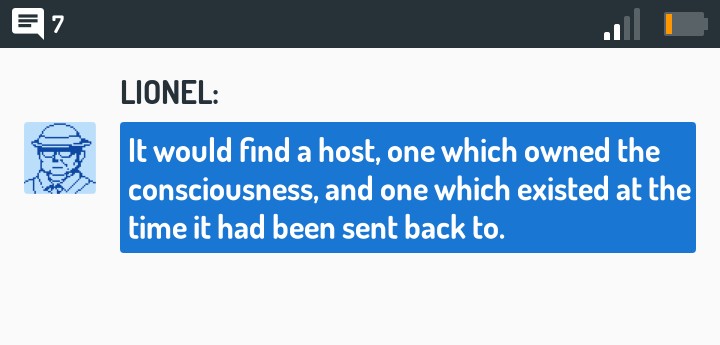 7
LIONEL:
It would find a host, one which owned the
consciousness, and one which existed at the
time it had been sent back to.